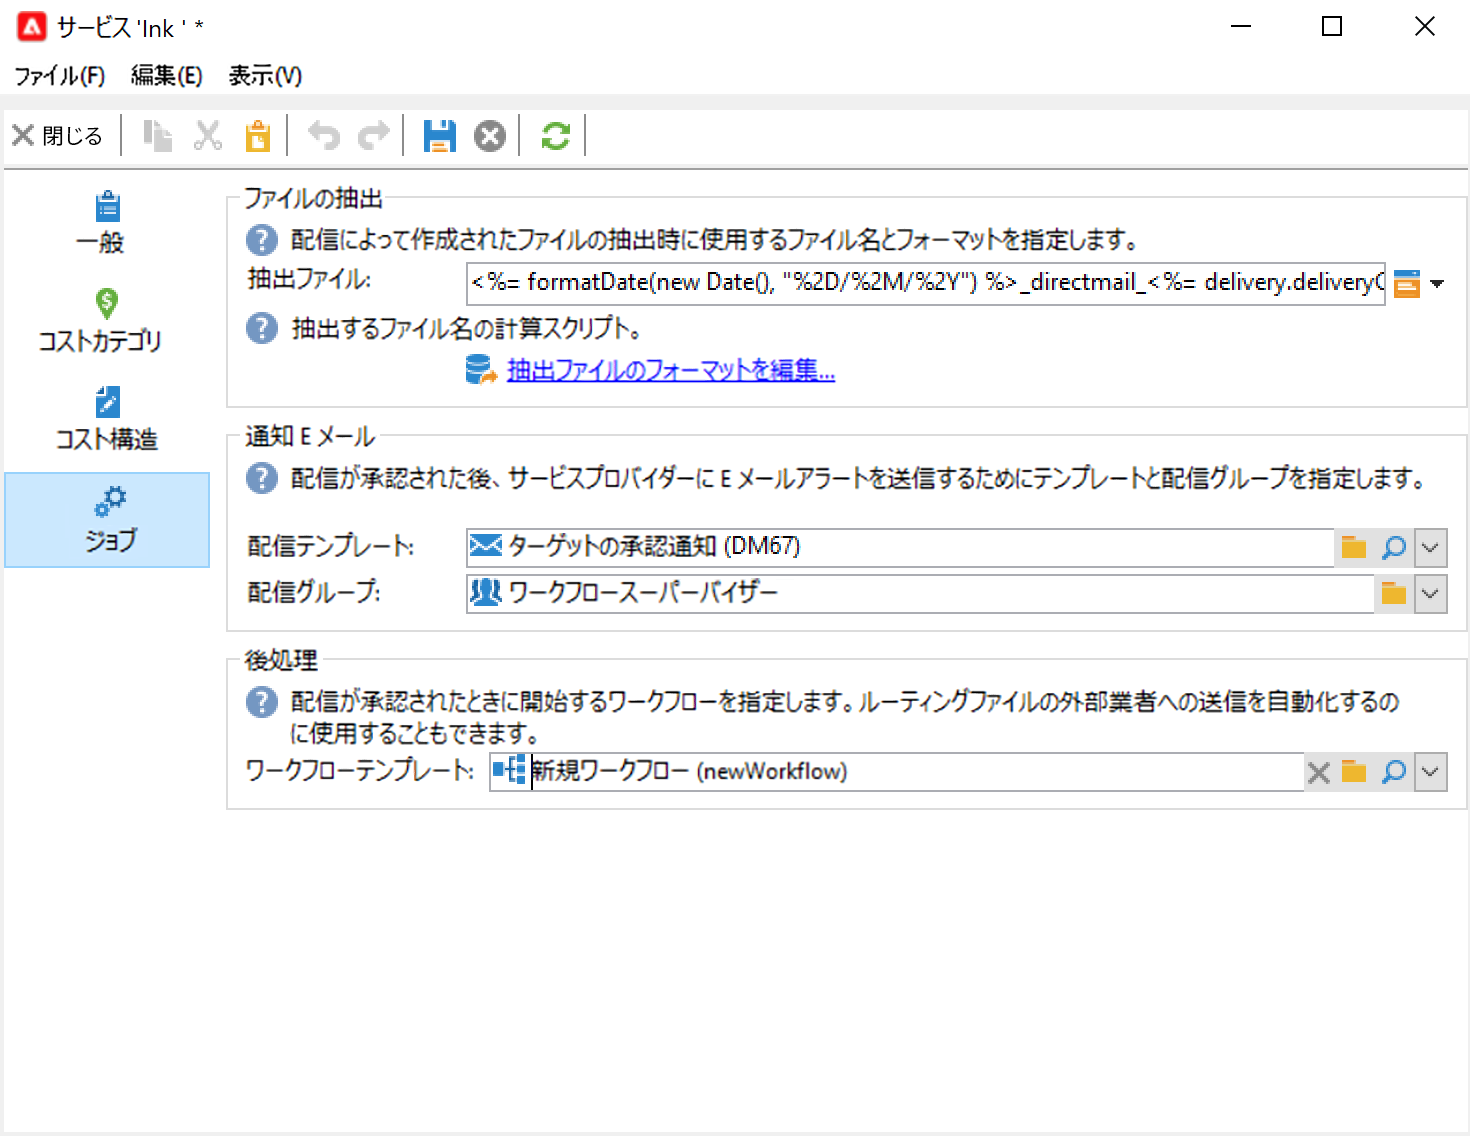 サービス 'Ink ' *
ファイル(F) 編集(E) 表示(V)
閉じる
一般
コストカテゴリ
コスト構造
ジョブ
ファイルの抽出
配信によって作成されたファイルの抽出時に使用するファイル名とフォーマットを指定します。
抽出ファイル: <%= formatDate(new Date(), "%2D/%2M/%2Y") %>_directmail_<%= delivery.deliveryC
抽出するファイル名の計算スクリプト。
抽出ファイルのフォーマットを編集...
通知 E メール
配信が承認された後、サービスプロバイダーに E メールアラートを送信するためにテンプレートと配信グループを指定します。
配信テンプレート: ターゲットの承認通知 (DM67)
配信グループ: ワークフロースーパーバイザー
後処理
配信が承認されたときに開始するワークフローを指定します。ルーティングファイルの外部業者への送信を自動化するの
に使用することもできます。
ワークフローテンプレート: 新規ワークフロー (newWorkflow)